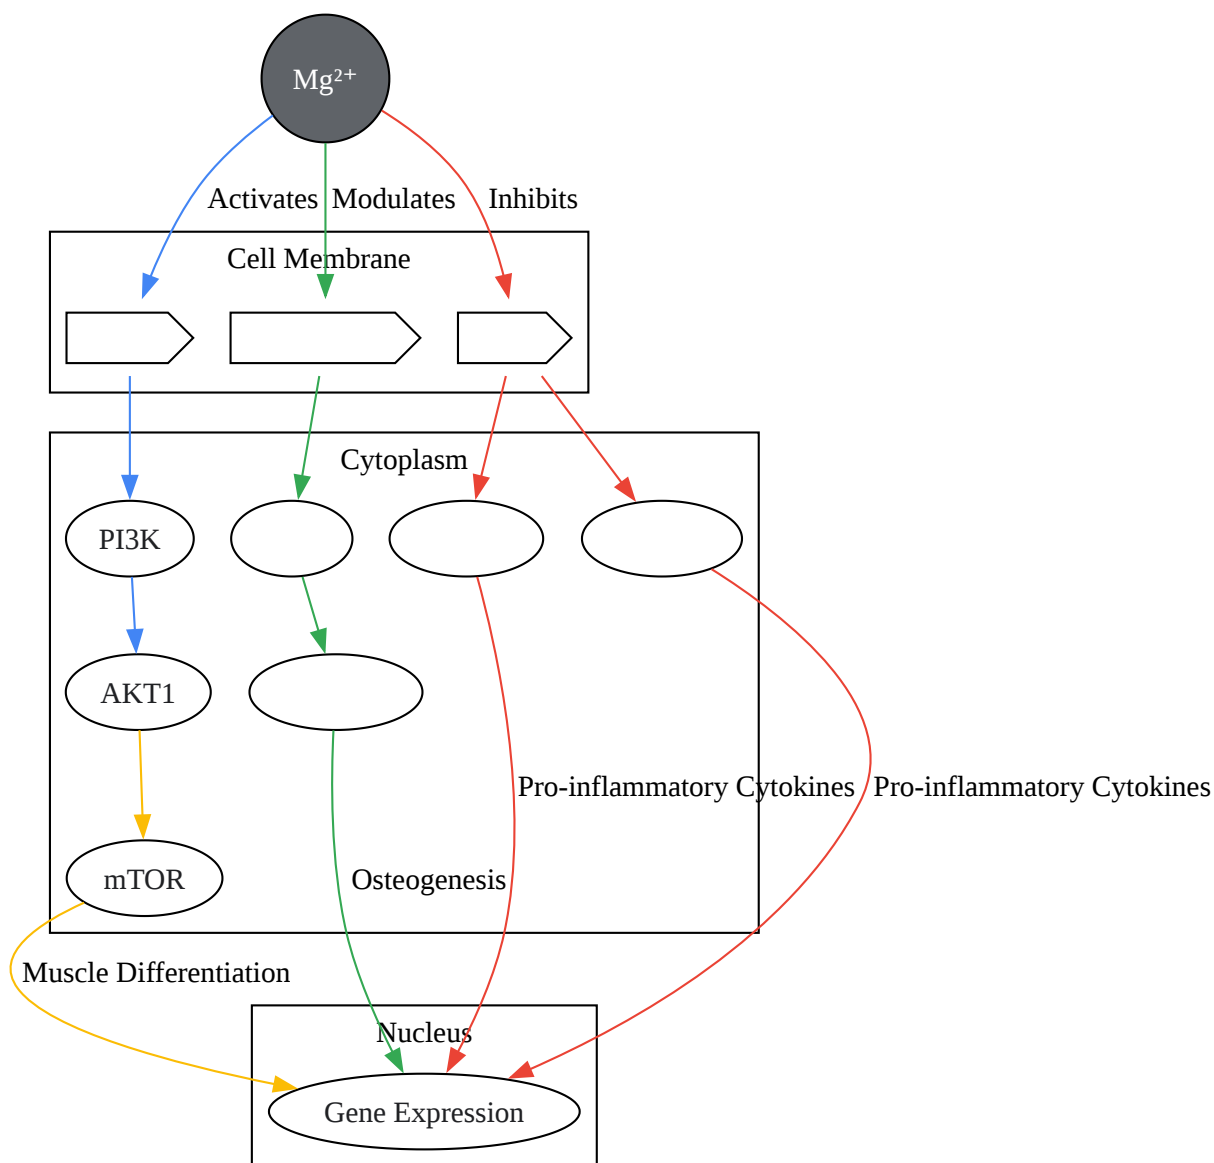 Mg²⁺
Activates
Modulates
Inhibits
Cell Membrane
Cytoplasm
PI3K
AKT1
Pro-inflammatory Cytokines
Pro-inflammatory Cytokines
mTOR
Osteogenesis
Muscle Differentiation
Nucleus
Gene Expression